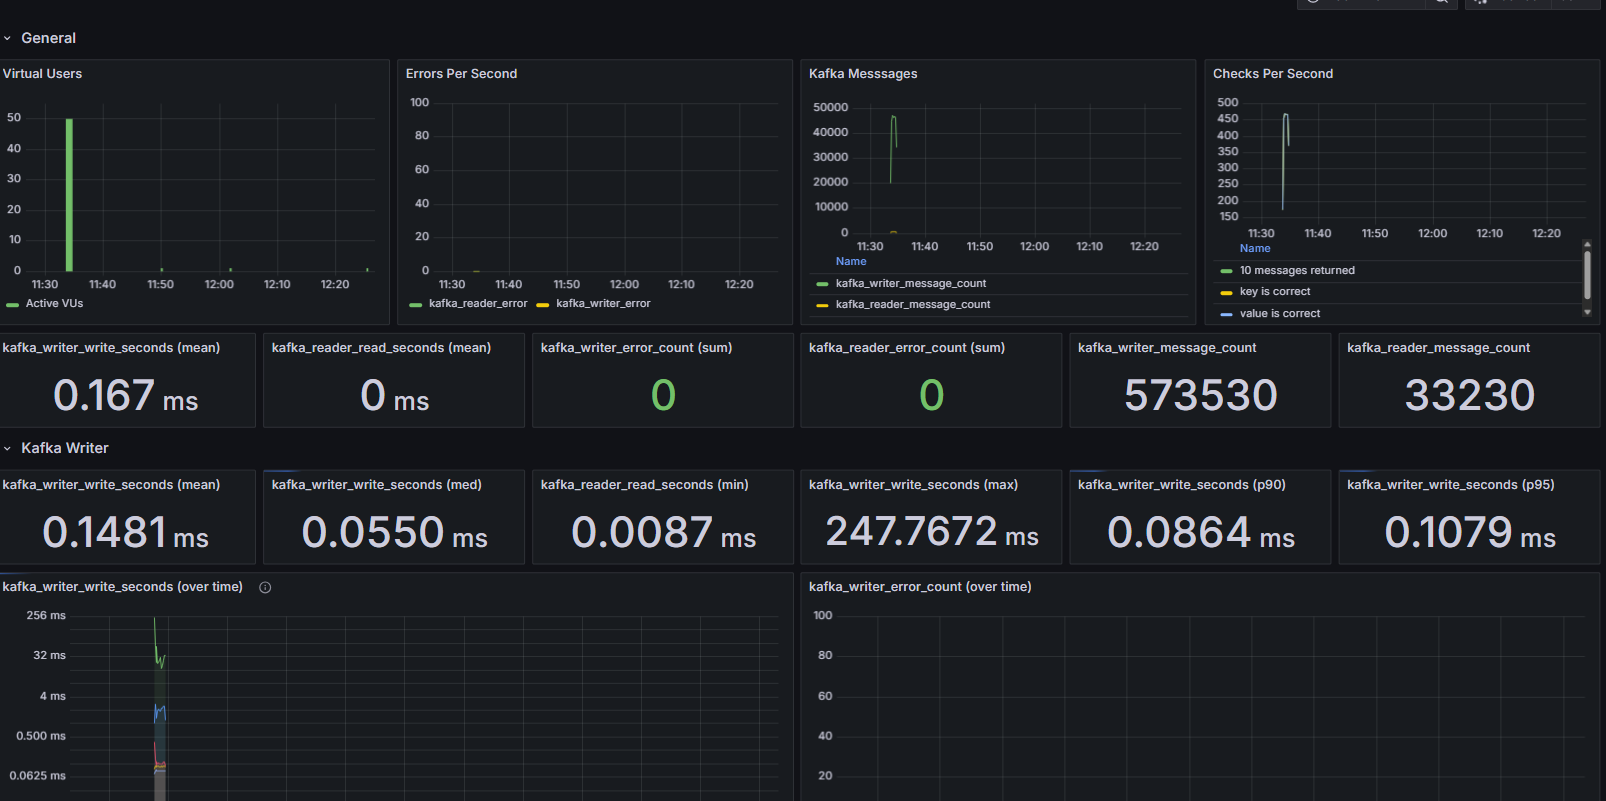 General
Virtual Users
50
40
30
20
10
0
11:30 11:40 11:50 12:00 12:10 12:20
Active VUs
Errors Per Second
100
80
60
40
20
0
11:30 11:40 11:50 12:00 12:10 12:20
kafka_reader_error kafka_writer_error
Kafka Messsages
50000
40000
30000
20000
10000
0
11:30 11:40 11:50 12:00 12:10 12:20
Name
kafka_writer_message_count
kafka_reader_message_count
Checks Per Second
500
450
400
350
300
250
200
150
11:30 11:40 11:50 12:00 12:10 12:20
Name
10 messages returned
key is correct
value is correct
kafka_writer_write_seconds (mean)
0.167 ms
kafka_reader_read_seconds (mean)
0 ms
kafka_writer_error_count (sum)
0
kafka_reader_error_count (sum)
0
kafka_writer_message_count
573530
kafka_reader_message_count
33230
Kafka Writer
kafka_writer_write_seconds (mean)
0.1481 ms
kafka_writer_write_seconds (med)
0.0550 ms
kafka_reader_read_seconds (min)
0.0087 ms
kafka_writer_write_seconds (max)
247.7672 ms
kafka_writer_write_seconds (p90)
0.0864 ms
kafka_writer_write_seconds (p95)
0.1079 ms
kafka_writer_write_seconds (over time)
256 ms
32 ms
4 ms
0.500 ms
0.0625 ms
kafka_writer_error_count (over time)
100
80
60
40
20